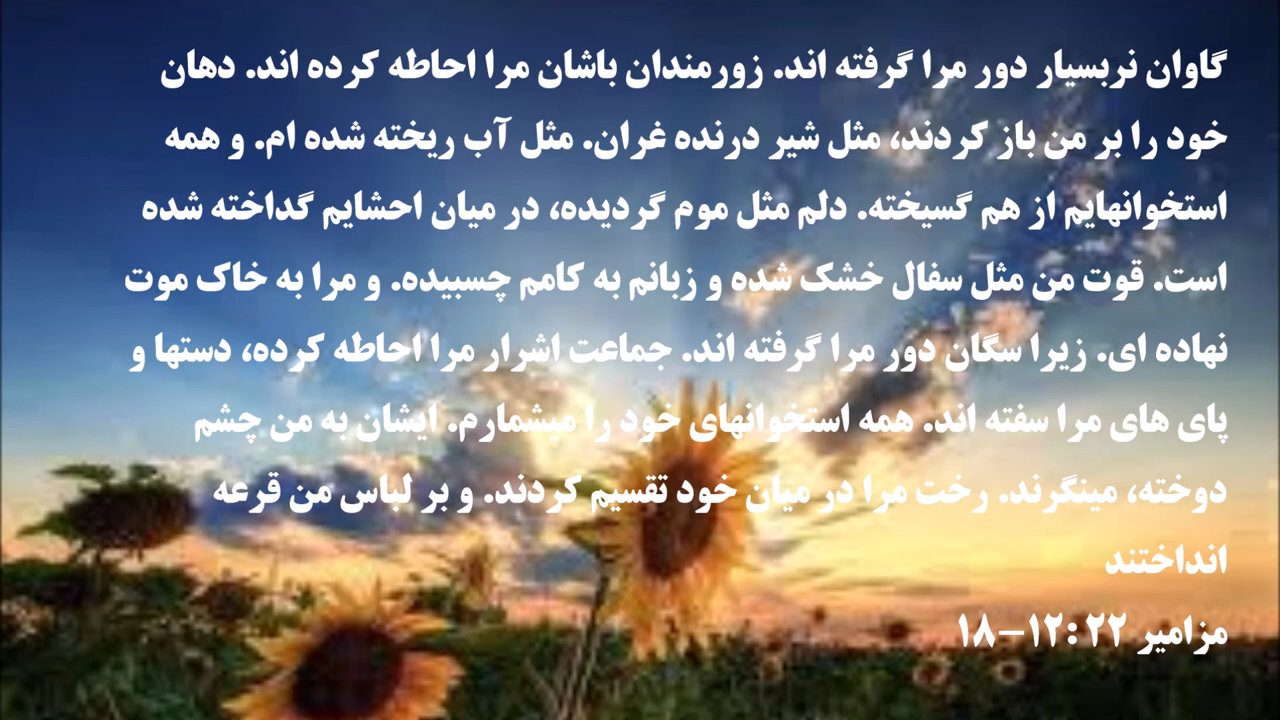 گاوان نربسیار دور مرا گرفته اند. زورمندان باشان مرا احاطه کرده اند. دهان
خود را بر من باز کردند، مثل شیر درنده غران. مثل آب ریخته شده ام. و همه
استخوانهایم از هم گسیخته. دلم مثل موم گردیده، در میان احشایم گداخته شده
است. قوت من مثل سفال خشک شده و زبانم به کامم چسبیده. و مرا به خاک موت
نهاده ای. زیرا سگان دور مرا گرفته اند. جماعت اشرار مرا احاطه کرده، دستها و
پای های مرا سفته اند. همه استخوانهای خود را میشمارم. ایشان به من چشم
دوخته، مینگرند. رخت مرا در میان خود تقسیم کردند. و بر لباس من قرعه
انداختند
مزامیر ۲۲ :۱۲–۱۸